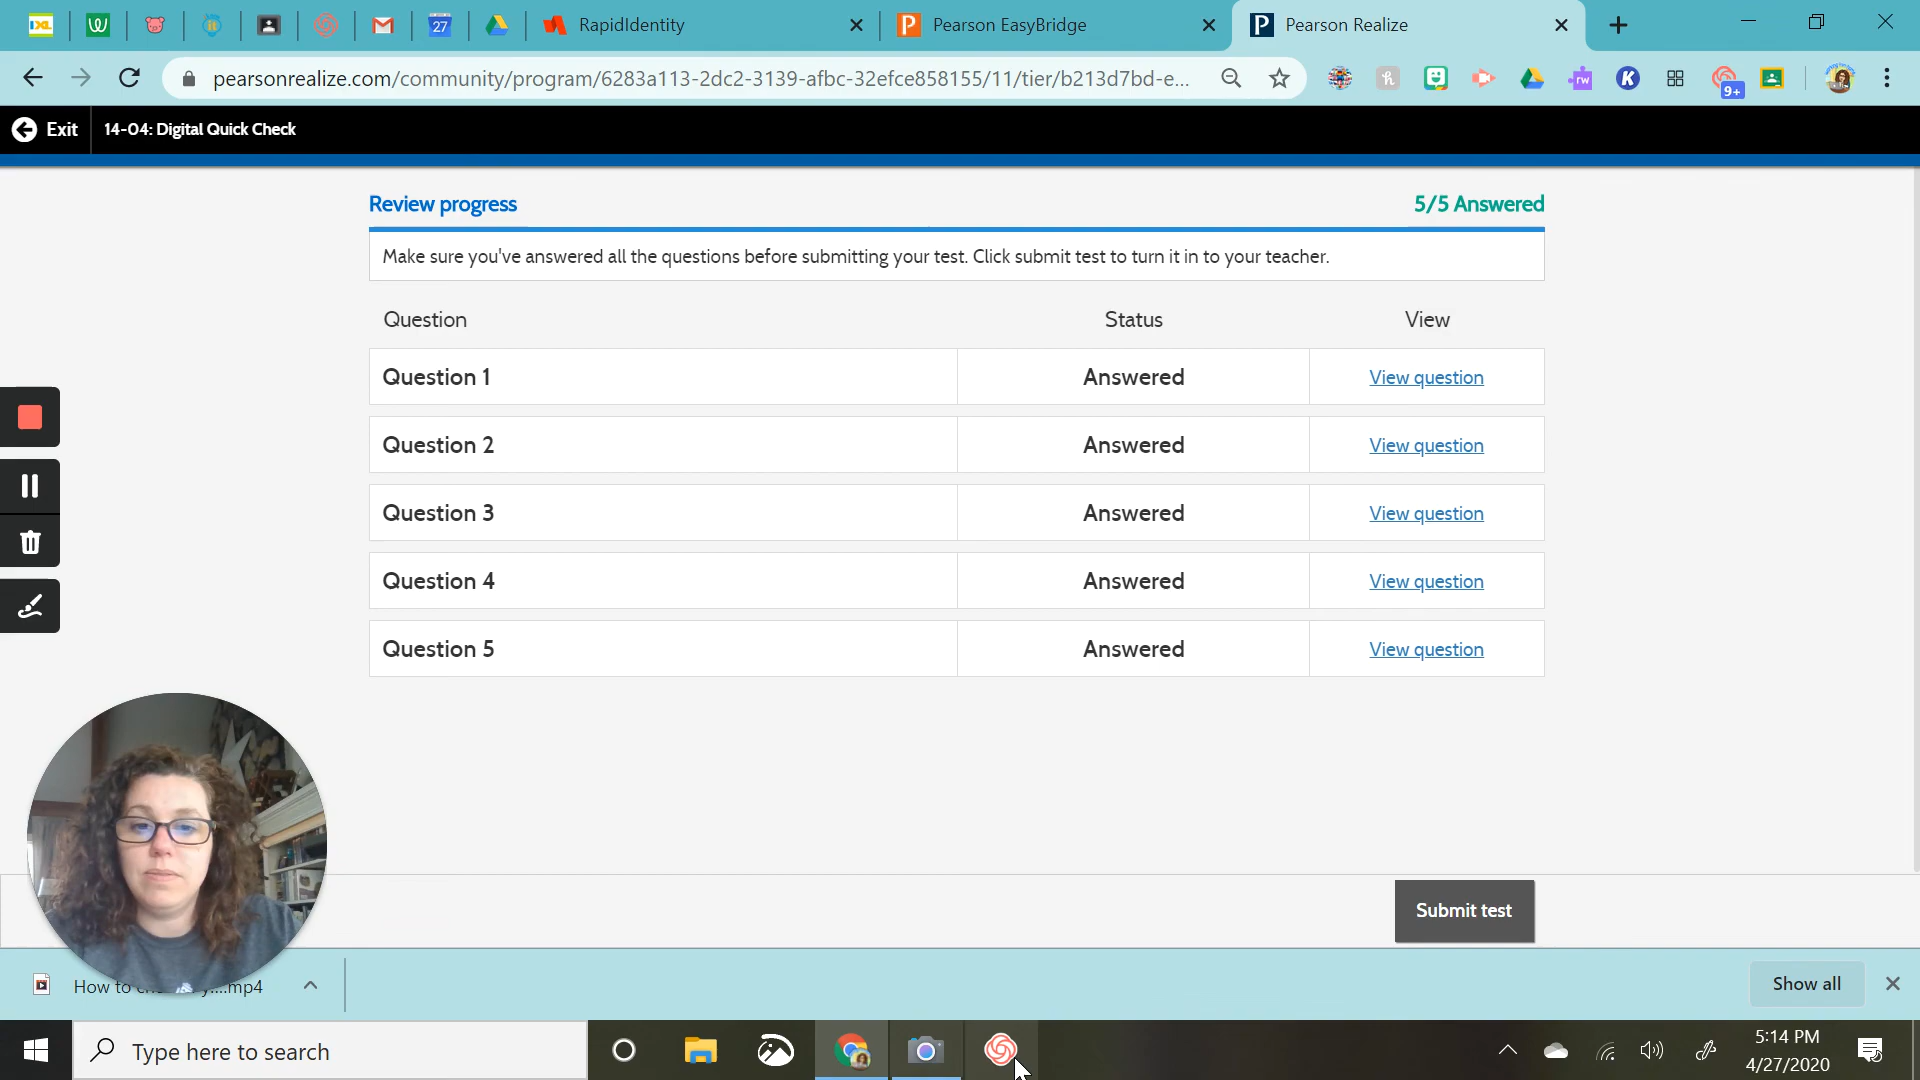 RapidIdentity
Pearson EasyBridge
Pearson Realize
pearsonrealize.com/community/program/6283a113-2dc2-3139-afbc-32efce858155/11/tier/b213d7bd-e...
9+
Exit
14-04: Digital Quick Check
Review progress
5/5 Answered
Make sure you've answered all the questions before submitting your test. Click submit test to turn it in to your teacher.
Question Status View
Question 1 Answered View question
Question 2 Answered View question
Question 3 Answered View question
Question 4 Answered View question
Question 5 Answered View question
Submit test
How to ....mp4
Show all
Type here to search
5:14 PM
4/27/2020